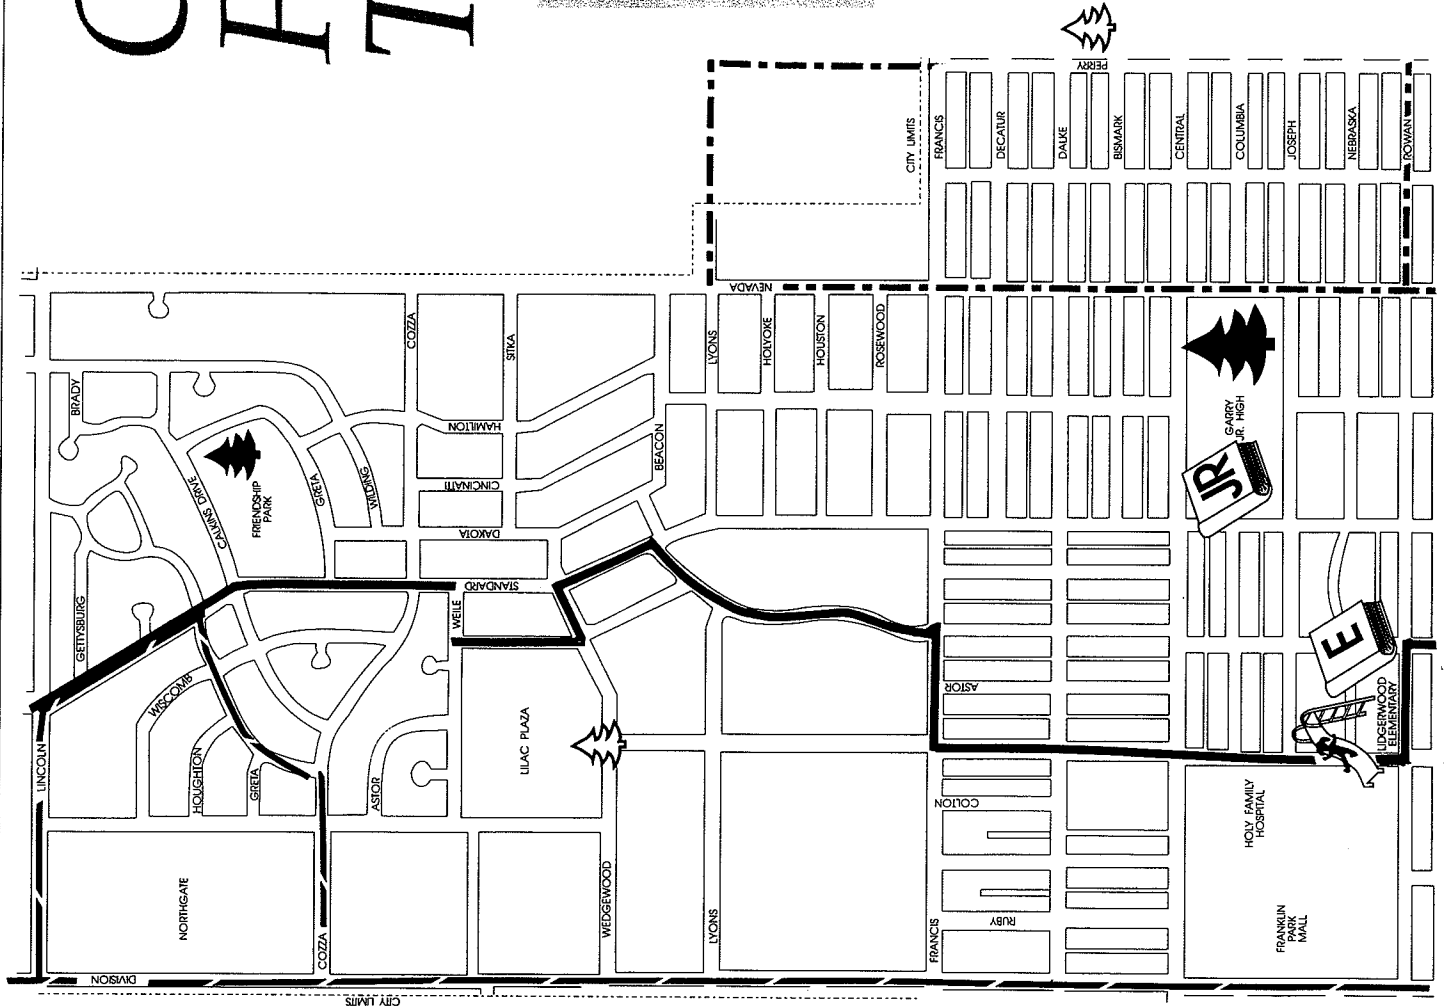 C
F
T
PERRY
CITY LIMITS
FRANCIS
DECATUR
DALKE
BISMARK
CENTRAL
COLUMBIA
JOSEPH
NEBRASKA
ROWAN
NEVADA
BRADY
COZZA
SITKA
LYONS
HOLYOKE
HOUSTON
ROSEWOOD
HAMILTON
BEACON
CINCINATI
CALKINS DRIVE
FRIENDSHIP
PARK
GRETA
WILDING
DAKOTA
GARRY
JR. HIGH
JR
GETTYSBURG
STANDARD
WEILE
E
WISCOMB
LINCOLN
HOUGHTON
GRETA
ASTOR
LILAC PLAZA
ASTOR
LIDGERWOOD
ELEMENTARY
COLTON
HOLY FAMILY
HOSPITAL
NORTHGATE
WEDGEWOOD
LYONS
FRANCIS
RUBY
FRANKLIN
PARK
MALL
COZZA
DIVISION
CITY LIMITS